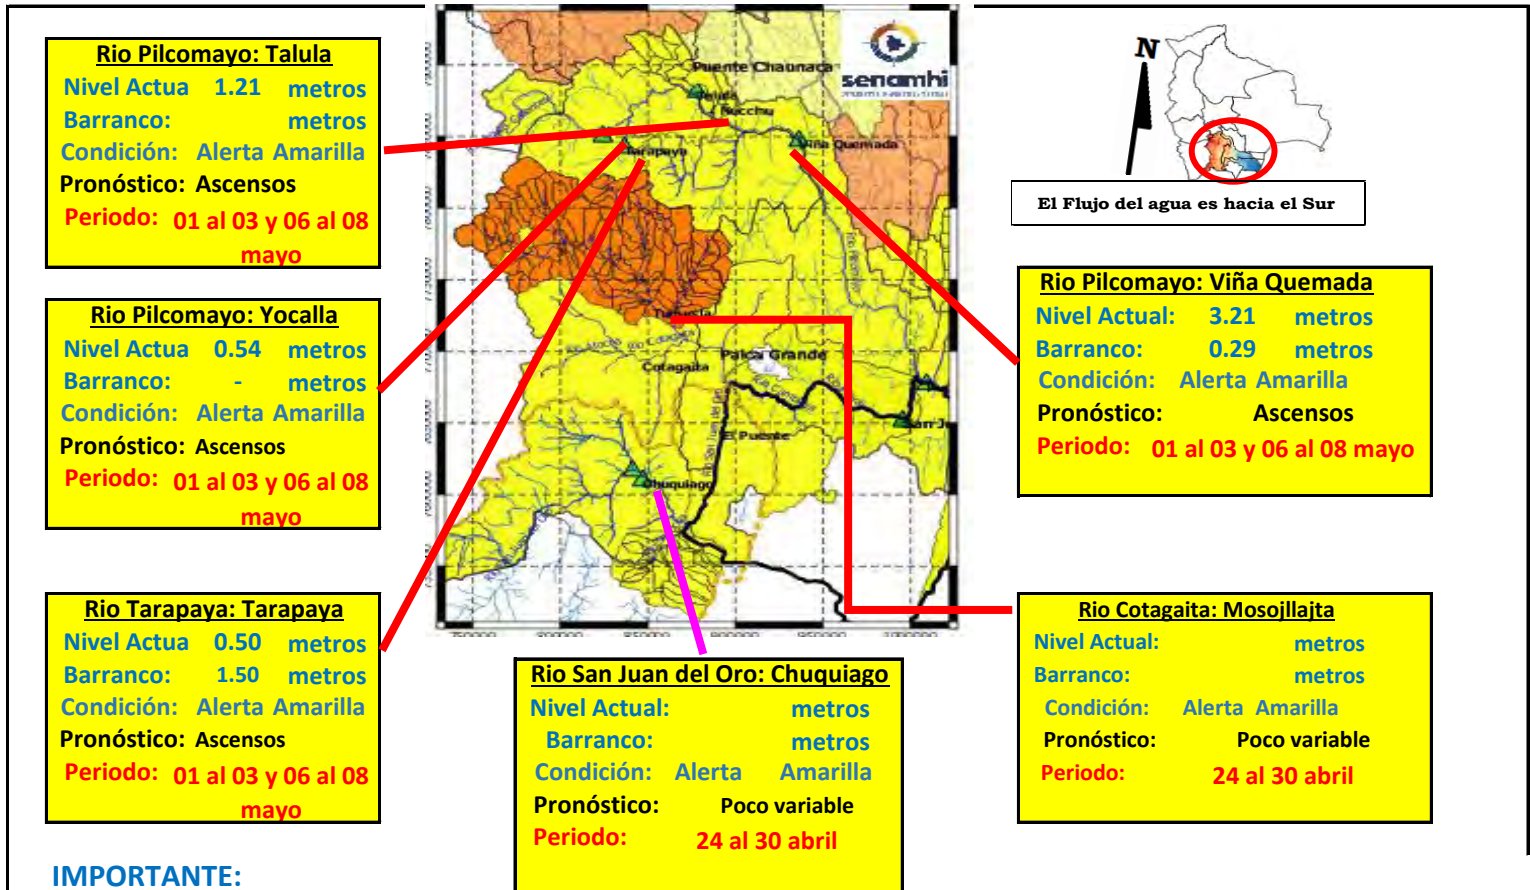 Rio Pilcomayo: Talula
Nivel Actua 1.21 metros
Barranco: metros
Condición: Alerta Amarilla
Pronóstico: Ascensos
Periodo: 01 al 03 y 06 al 08
mayo
Rio Pilcomayo: Yocalla
Nivel Actua 0.54 metros
Barranco: - metros
Condición: Alerta Amarilla
Pronóstico: Ascensos
Periodo: 01 al 03 y 06 al 08
mayo
Rio Tarapaya: Tarapaya
Nivel Actua 0.50 metros
Barranco: 1.50 metros
Condición: Alerta Amarilla
Pronóstico: Ascensos
Periodo: 01 al 03 y 06 al 08
mayo
IMPORTANTE:
senamhi
Puente Chaunaca
Tarapaya
Viña Quemada
Palca Grande
Cotagaita
El Puente
Chuquiago
Rio San Juan del Oro: Chuquiago
Nivel Actual: metros
Barranco: metros
Condición: Alerta Amarilla
Pronóstico: Poco variable
Periodo: 24 al 30 abril
N
El Flujo del agua es hacia el Sur
Rio Pilcomayo: Viña Quemada
Nivel Actual: 3.21 metros
Barranco: 0.29 metros
Condición: Alerta Amarilla
Pronóstico: Ascensos
Periodo: 01 al 03 y 06 al 08 mayo
Rio Cotagaita: Mosojllajta
Nivel Actual: metros
Barranco: metros
Condición: Alerta Amarilla
Pronóstico: Poco variable
Periodo: 24 al 30 abril